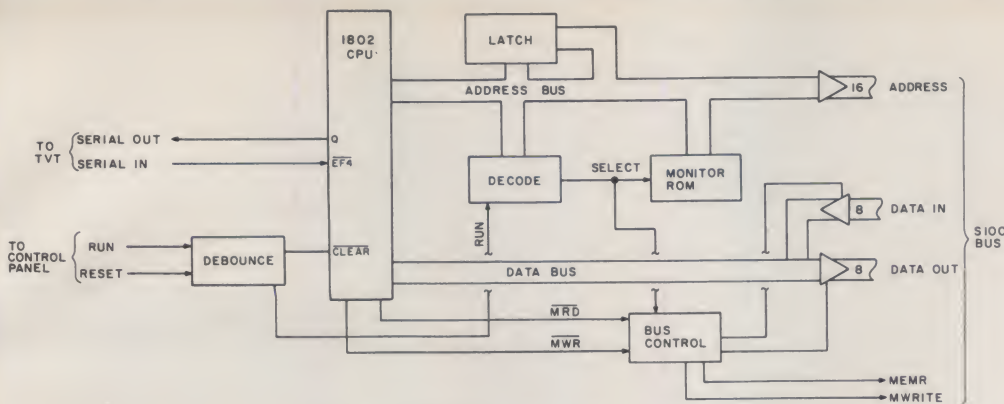 1802
CPU
LATCH
ADDRESS BUS
16
ADDRESS
TO
TVT
SERIAL OUT
SERIAL IN
Q
EF4
DECODE
SELECT
MONITOR
ROM
8
DATA IN
S100
BUS
TO
CONTROL
PANEL
RUN
RESET
DEBOUNCE
CLEAR
RUN
DATA BUS
8
DATA OUT
MRD
MWR
BUS
CONTROL
MEMR
MWRITE